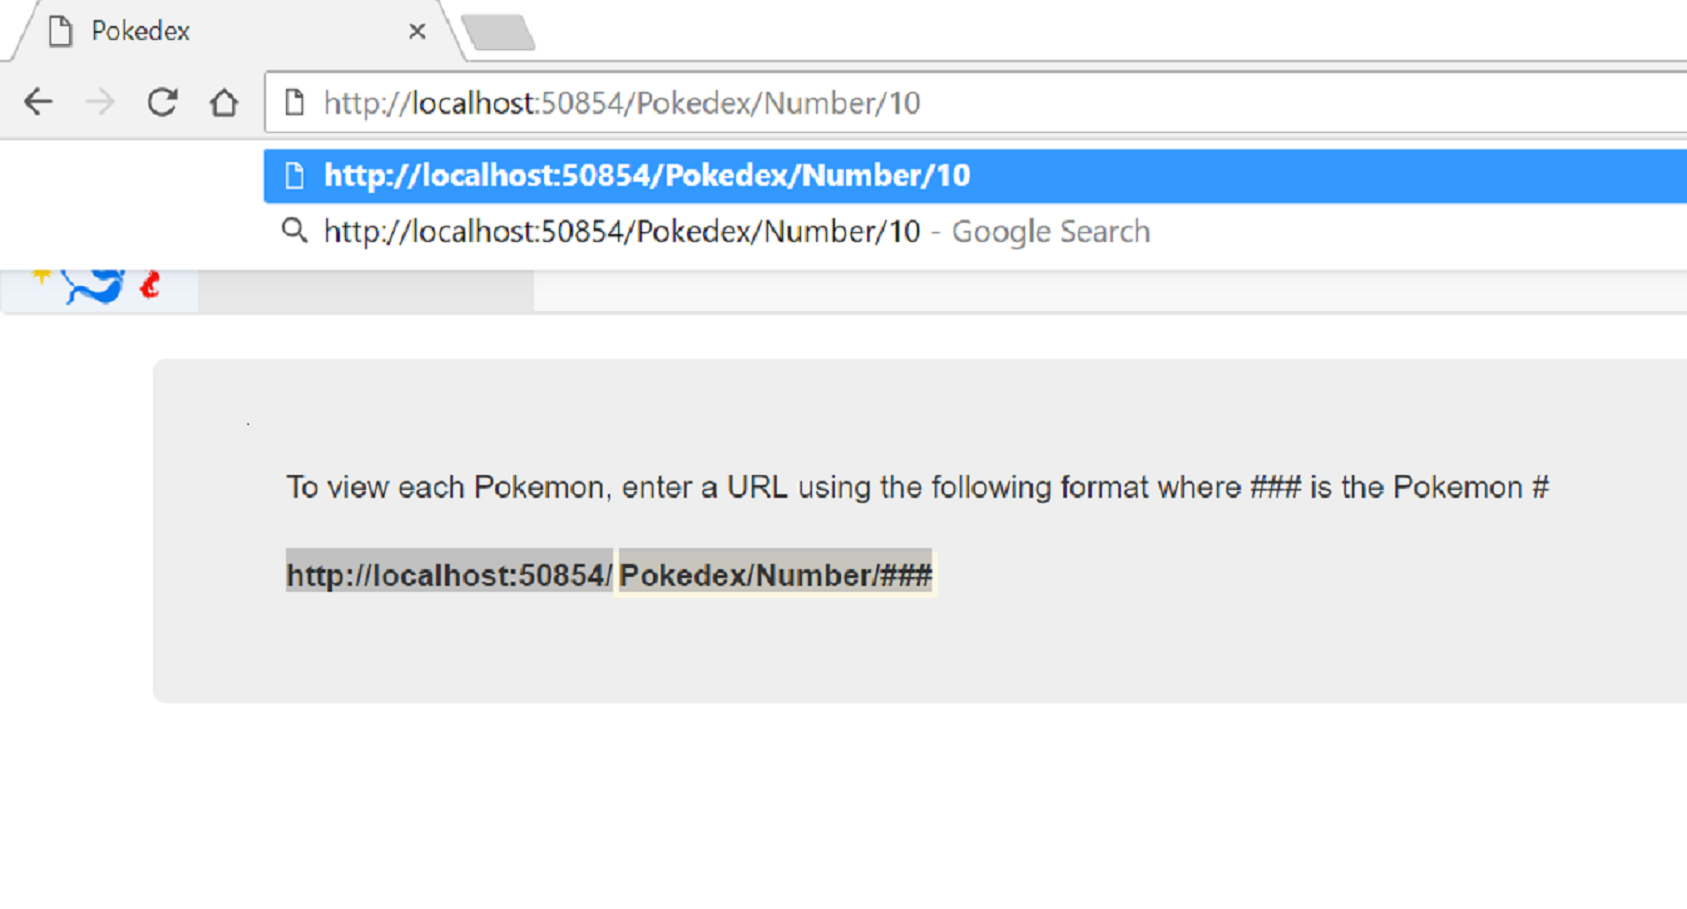 Pokedex
http://localhost:50854/Pokedex/Number/10
http://localhost:50854/Pokedex/Number/10
http://localhost:50854/Pokedex/Number/10 - Google Search
To view each Pokemon, enter a URL using the following format where ### is the Pokemon #
http://localhost:50854/Pokedex/Number/###